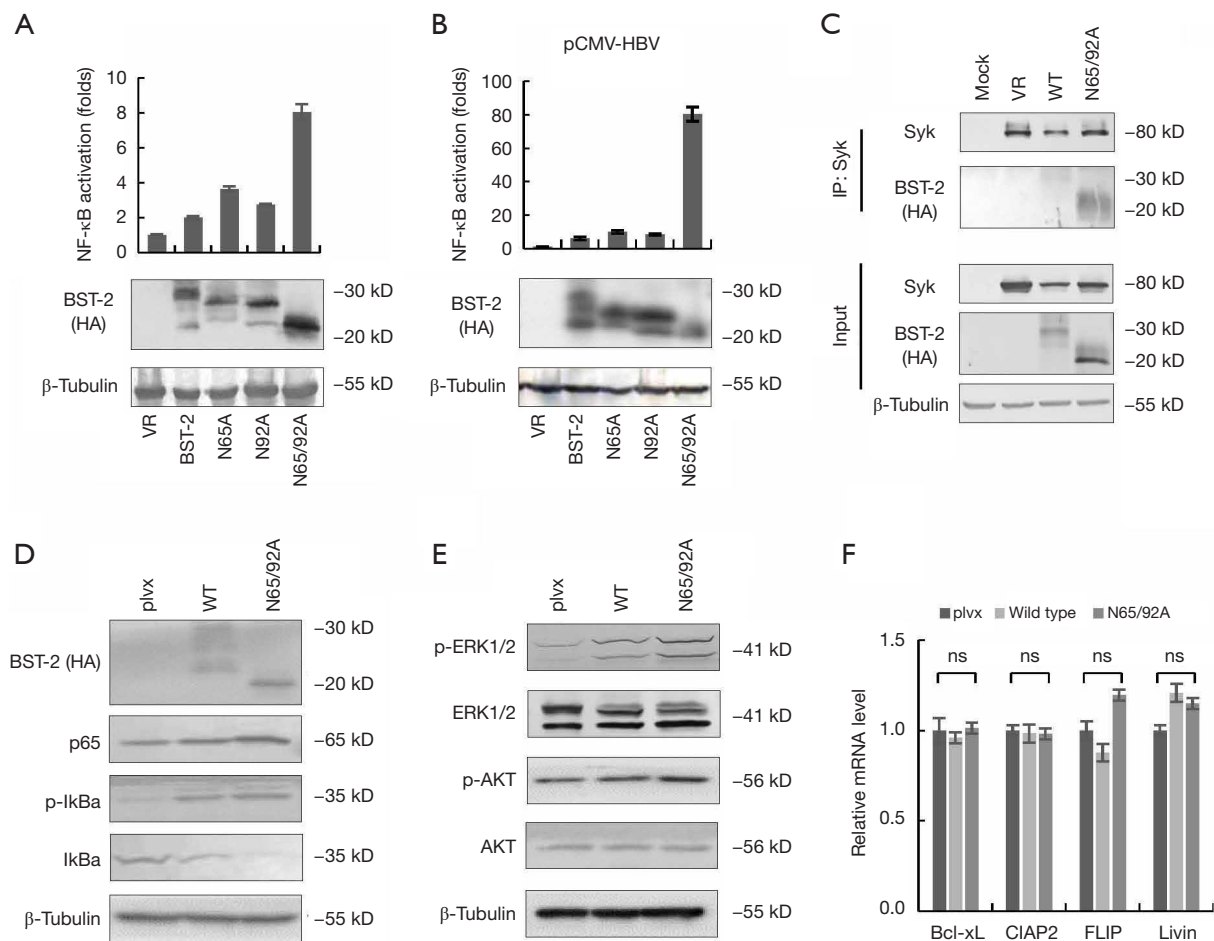 A
NF-κB activation (folds)
10
8
6
4
2
0
BST-2
(HA)
–30 kD
–20 kD
β-Tubulin
–55 kD
VR
BST-2
N65A
N92A
N65/92A
B
pCMV-HBV
NF-κB activation (folds)
100
80
60
40
20
0
BST-2
(HA)
–30 kD
–20 kD
β-Tubulin
–55 kD
VR
BST-2
N65A
N92A
N65/92A
C
Mock
VR
WT
N65/92A
IP: Syk
Syk
–80 kD
BST-2
(HA)
–30 kD
–20 kD
Input
Syk
–80 kD
BST-2
(HA)
–30 kD
–20 kD
β-Tubulin
–55 kD
D
plvx
WT
N65/92A
BST-2 (HA)
–30 kD
–20 kD
p65
–65 kD
p-IkBa
–35 kD
IkBa
–35 kD
β-Tubulin
–55 kD
E
plvx
WT
N65/92A
p-ERK1/2
–41 kD
ERK1/2
–41 kD
p-AKT
–56 kD
AKT
–56 kD
β-Tubulin
–55 kD
F
plvx Wild type N65/92A
ns ns ns ns
Relative mRNA level
1.5
1.0
0.5
0.0
Bcl-xL CIAP2 FLIP Livin